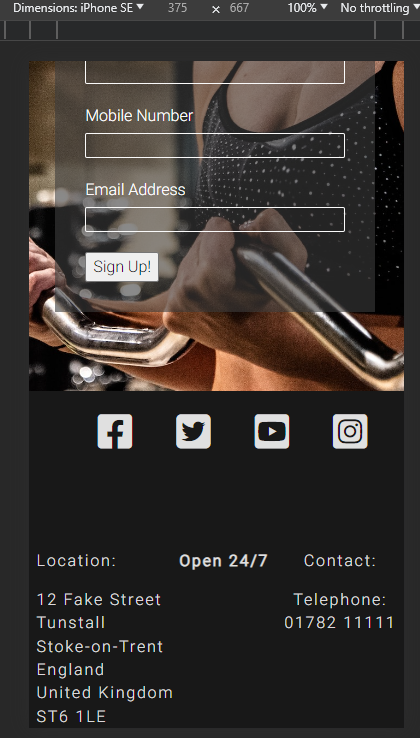 Dimensions: iPhone SE 375 × 667 100% No throttling
Mobile Number
Email Address
Sign Up!
Location: Open 24/7 Contact:
12 Fake Street Telephone:
Tunstall 01782 11111
Stoke-on-Trent
England
United Kingdom
ST6 1LE